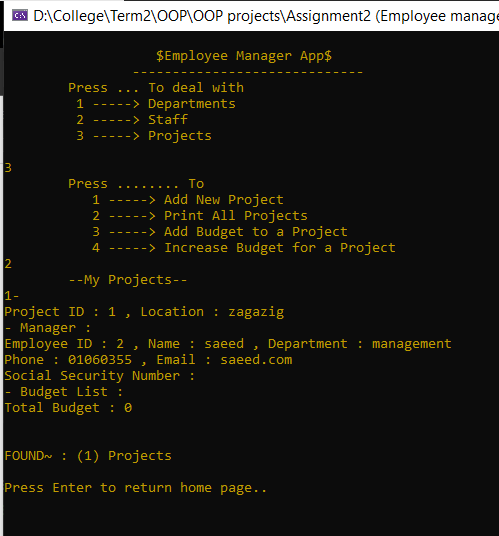 D:\College\Term2\OOP\OOP projects\Assignment2 (Employee manage
$Employee Manager App$
-----------------------------
Press ... To deal with
1 -----> Departments
2 -----> Staff
3 -----> Projects
3
Press ........ To
1 -----> Add New Project
2 -----> Print All Projects
3 -----> Add Budget to a Project
4 -----> Increase Budget for a Project
2
--My Projects--
1-
Project ID : 1 , Location : zagazig
- Manager :
Employee ID : 2 , Name : saeed , Department : management
Phone : 01060355 , Email : saeed.com
Social Security Number :
- Budget List :
Total Budget : 0
FOUND~ : (1) Projects
Press Enter to return home page..